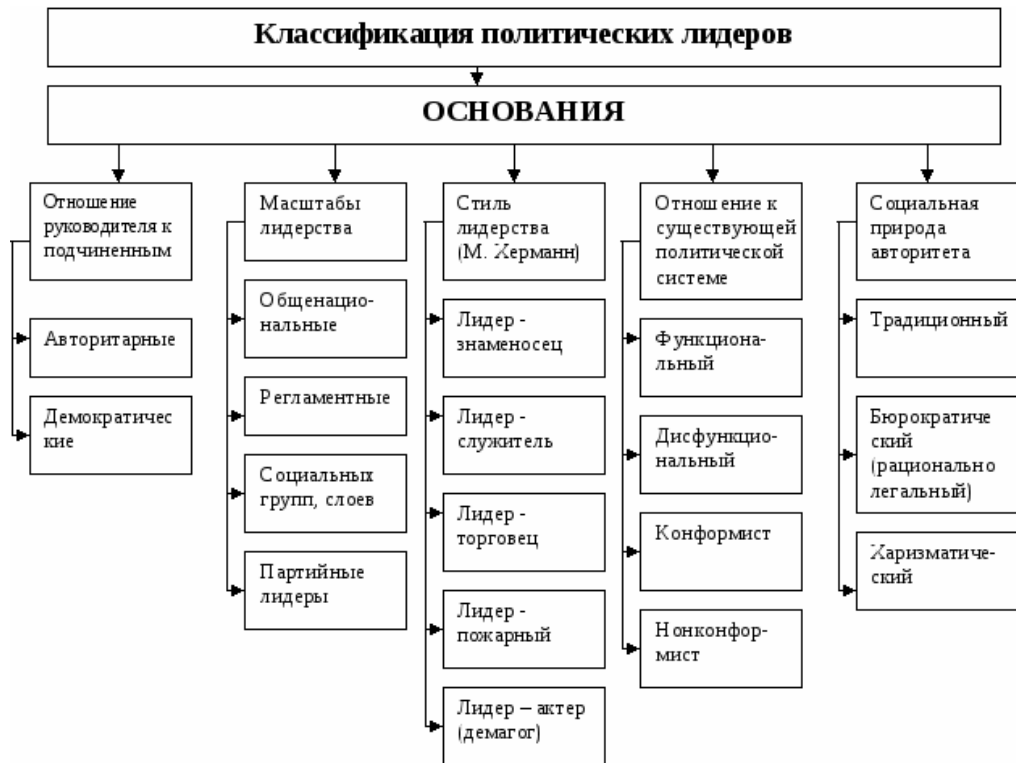 Классификация политических лидеров
ОСНОВАНИЯ
Отношение
руководителя к
подчиненным
Авторитарные
Демократичес
кие
Масштабы
лидерства
Общенацио-
нальные
Регламентные
Социальных
групп, слоев
Партийные
лидеры
Стиль
лидерства
(М. Херманн)
Лидер -
знаменосец
Лидер -
служитель
Лидер -
торговец
Лидер -
пожарный
Лидер – актер
(демагог)
Отношение к
существующей
политической
системе
Функциона-
льный
Дисфункцио-
нальный
Конформист
Нонконфор-
мист
Социальная
природа
авторитета
Традиционный
Бюрократиче
ский
(рационально
легальный)
Харизматиче-
ский